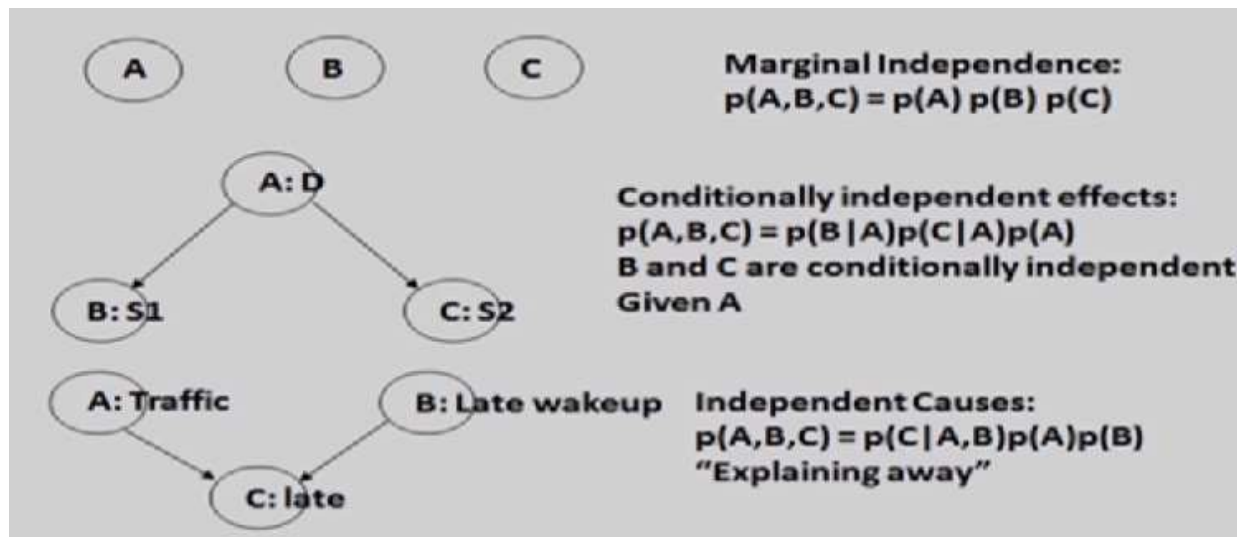 A
B
C
Marginal Independence:
p(A,B,C) = p(A) p(B) p(C)
A: D
B: S1
C: S2
Conditionally independent effects:
p(A,B,C) = p(B|A)p(C|A)p(A)
B and C are conditionally independent
Given A
A: Traffic
B: Late wakeup
C: late
Independent Causes:
p(A,B,C) = p(C|A,B)p(A)p(B)
“Explaining away”